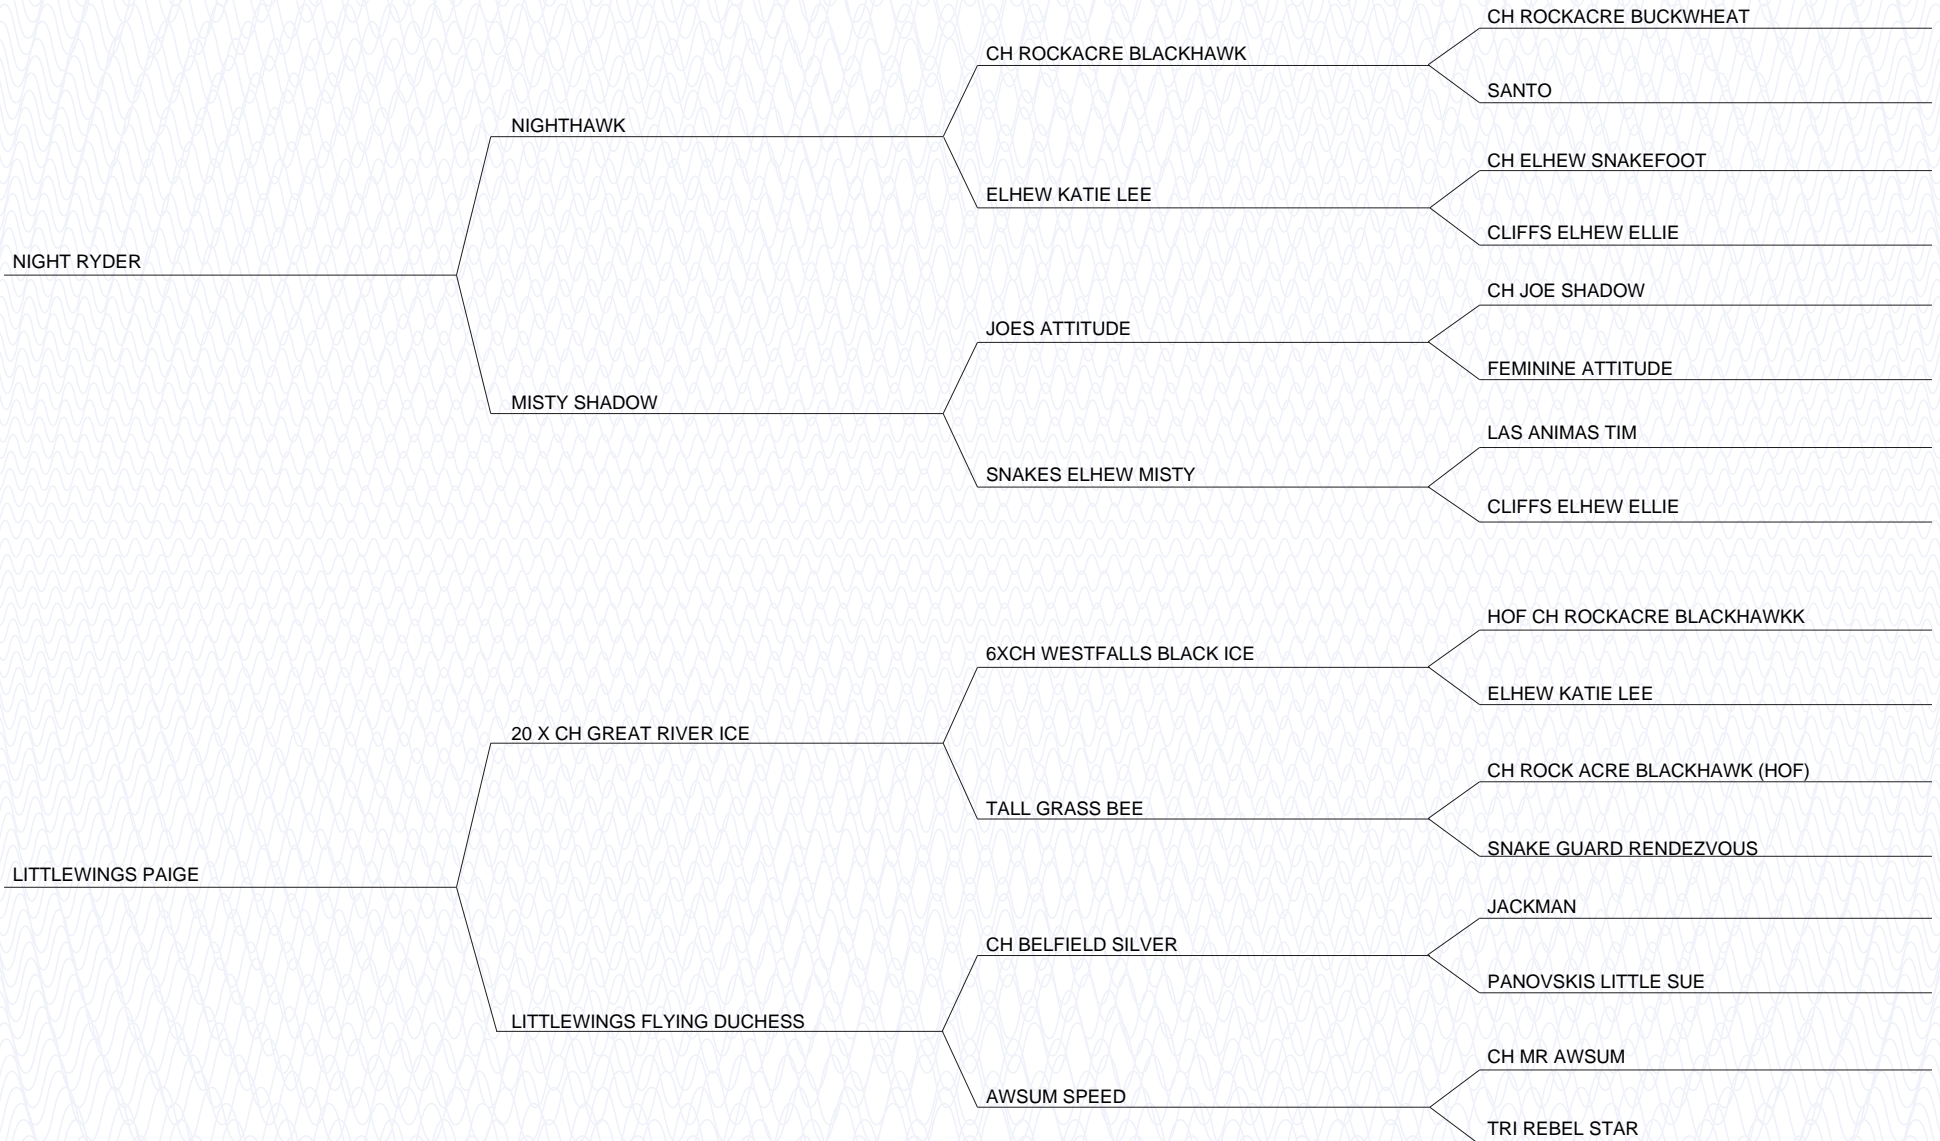 CH ROCKACRE BUCKWHEAT
CH ROCKACRE BLACKHAWK
SANTO
NIGHTHAWK
CH ELHEW SNAKEFOOT
ELHEW KATIE LEE
CLIFFS ELHEW ELLIE
NIGHT RYDER
CH JOE SHADOW
JOES ATTITUDE
FEMININE ATTITUDE
MISTY SHADOW
LAS ANIMAS TIM
SNAKES ELHEW MISTY
CLIFFS ELHEW ELLIE
HOF CH ROCKACRE BLACKHAWKK
6XCH WESTFALLS BLACK ICE
ELHEW KATIE LEE
20 X CH GREAT RIVER ICE
CH ROCK ACRE BLACKHAWK (HOF)
TALL GRASS BEE
SNAKE GUARD RENDEZVOUS
LITTLEWINGS PAIGE
JACKMAN
CH BELFIELD SILVER
PANOVSKIS LITTLE SUE
LITTLEWINGS FLYING DUCHESS
CH MR AWSUM
AWSUM SPEED
TRI REBEL STAR